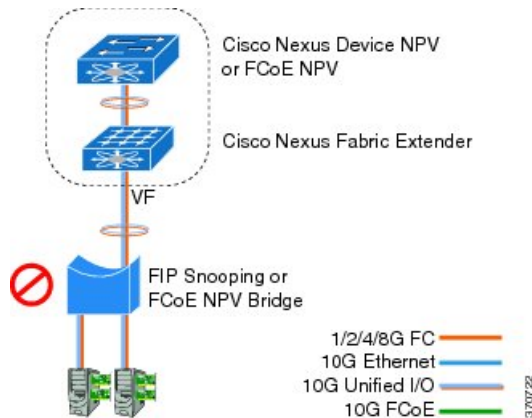 Cisco Nexus Device NPV
or FCoE NPV
Cisco Nexus Fabric Extender
VF
FIP Snooping or
FCoE NPV Bridge
1/2/4/8G FC
10G Ethernet
10G Unified I/O
10G FCoE